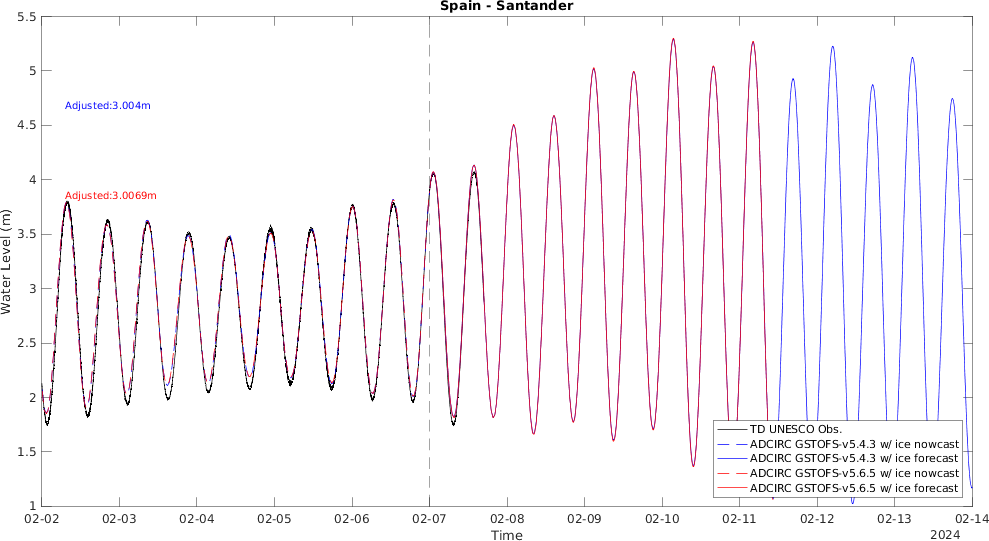 Spain - Santander
5.5
5
4.5
4
3.5
3
2.5
2
1.5
1
Water Level (m)
Adjusted:3.004m
Adjusted:3.0069m
TD UNESCO Obs.
ADCIRC GSTOFS-v5.4.3 w/ ice nowcast
ADCIRC GSTOFS-v5.4.3 w/ ice forecast
ADCIRC GSTOFS-v5.6.5 w/ ice nowcast
ADCIRC GSTOFS-v5.6.5 w/ ice forecast
02-02 02-03 02-04 02-05 02-06 02-07 02-08 02-09 02-10 02-11 02-12 02-13 02-14
Time
2024